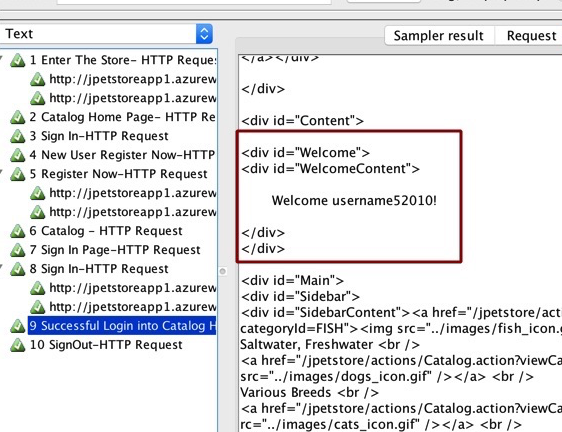 Text
Sampler result
Request
1 Enter The Store- HTTP Reques
http://jpetstoreapp1.azurew
http://jpetstoreapp1.azurew
2 Catalog Home Page- HTTP Re
3 Sign In-HTTP Request
4 New User Register Now-HTTP
5 Register Now-HTTP Request
http://jpetstoreapp1.azurew
http://jpetstoreapp1.azurew
6 Catalog - HTTP Request
7 Sign In Page-HTTP Request
8 Sign In-HTTP Request
http://jpetstoreapp1.azurew
http://jpetstoreapp1.azurew
9 Successful Login into Catalog H
10 SignOut-HTTP Request
</a></div>
</div>
<div id="Content">
<div id="Welcome">
<div id="WelcomeContent">
Welcome username52010!
</div>
</div>
<div id="Main">
<div id="Sidebar">
<div id="SidebarContent"><a href="/jpetstore/acti
categoryId=FISH"><img src="../images/fish_icon.g
Saltwater, Freshwater <br />
<a href="/jpetstore/actions/Catalog.action?viewCa
src="../images/dogs_icon.gif" /></a> <br />
Various Breeds <br />
<a href="/jpetstore/actions/Catalog.action?viewCa
rc="../images/cats_icon.gif" /></a> <br />